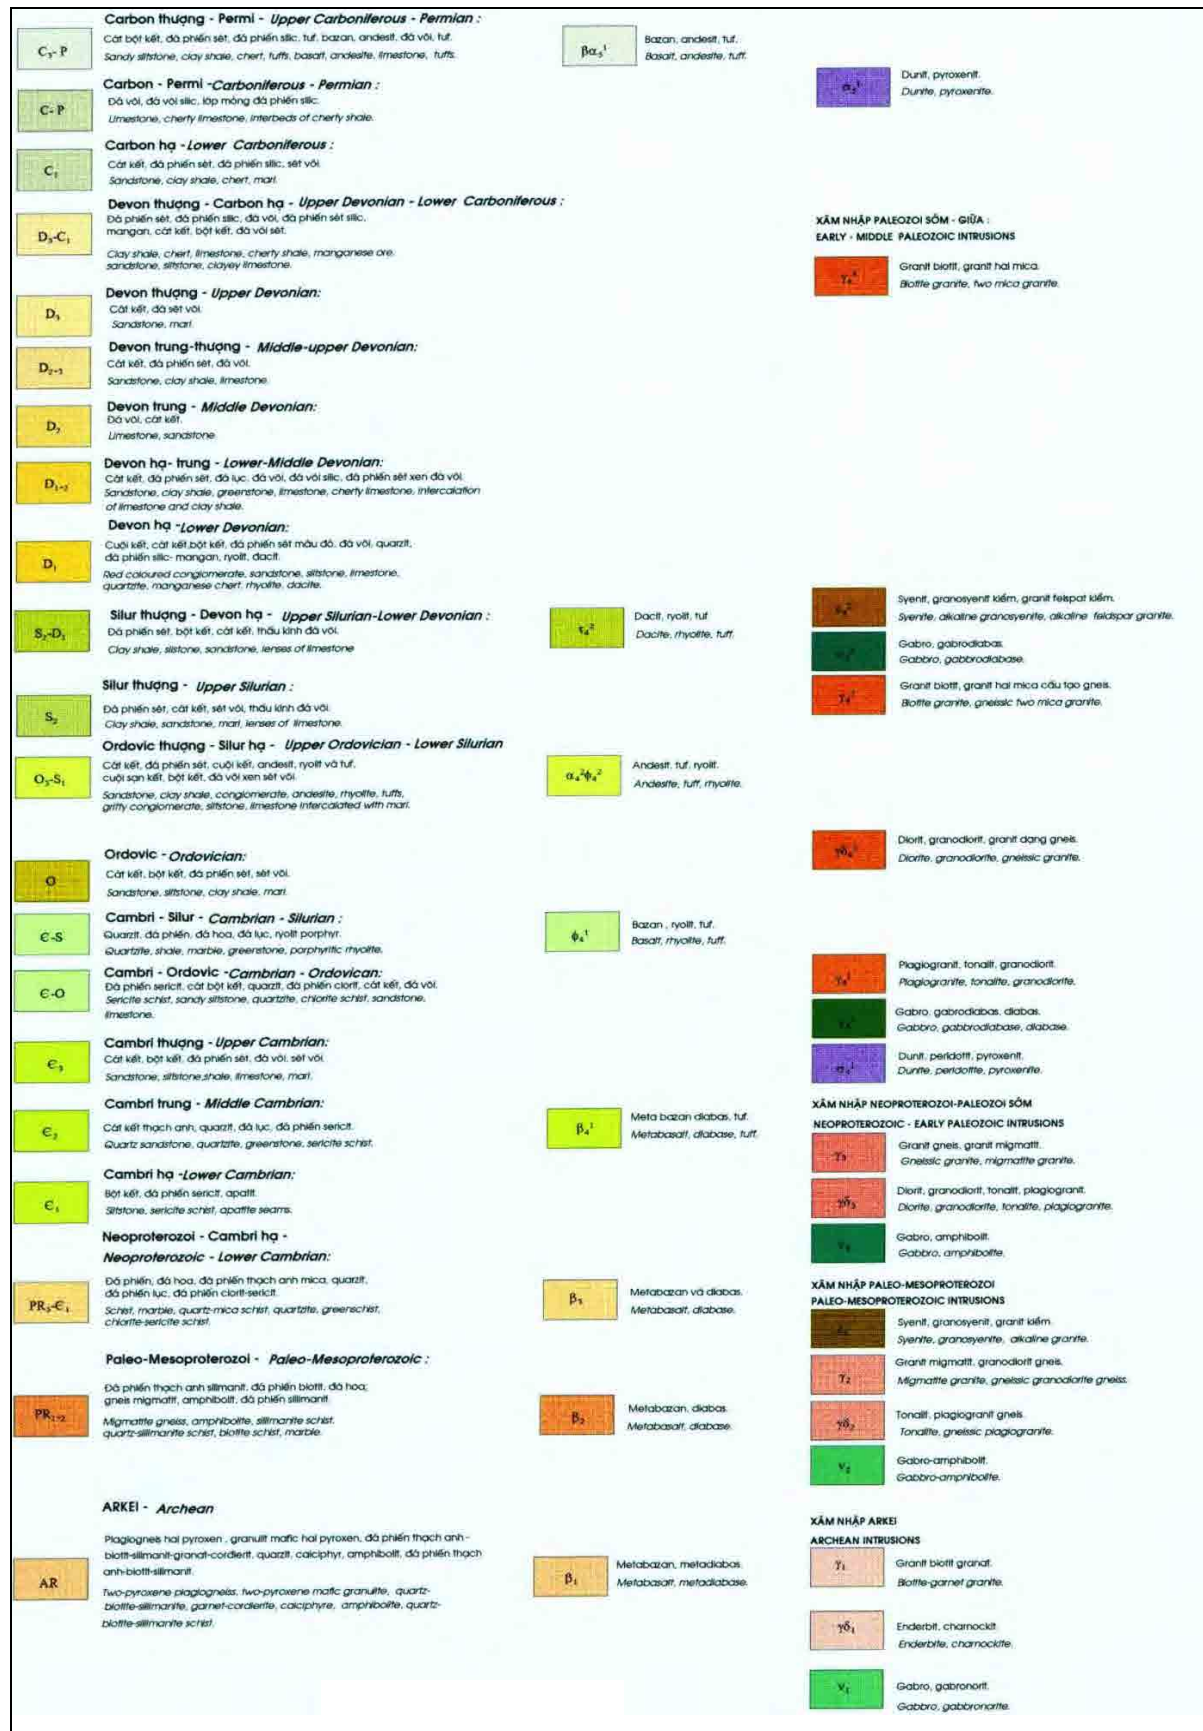 Carbon thượng - Permi - Upper Carboniferous - Permian :
C₃- P
Cát bột kết, đá phiến sét, đá phiến silic, tuf, bazan, andesit, đá vôi, tuf.
Sandy siltstone, clay shale, chert, tuffs, basalt, andesite, limestone, tuffs.
Carbon - Permi -Carboniferous - Permian :
C- P
Đá vôi, đá vôi silic, lớp mỏng đá phiến silic.
Limestone, cherty limestone, interbeds of cherty shale.
Carbon hạ -Lower Carboniferous :
C₁
Cát kết, đá phiến sét, đá phiến silic, sét vôi.
Sandstone, clay shale, chert, marl.
Devon thượng - Carbon hạ - Upper Devonian - Lower Carboniferous :
D₃-C₁
Đá phiến sét, đá phiến silic, đá vôi, đá phiến sét silic,
mangan, cát kết, bột kết, đá vôi sét.
Clay shale, chert, limestone, cherty shale, manganese ore,
sandstone, siltstone, clayey limestone.
Devon thượng - Upper Devonian:
D₃
Cát kết, đá sét vôi.
Sandstone, marl.
Devon trung-thượng - Middle-upper Devonian:
D₂₋₃
Cát kết, đá phiến sét, đá vôi.
Sandstone, clay shale, limestone.
Devon trung - Middle Devonian:
D₂
Đá vôi, cát kết.
Limestone, sandstone.
Devon hạ- trung - Lower-Middle Devonian:
D₁₋₂
Cát kết, đá phiến sét, đá lục, đá vôi, đá vôi silic, đá phiến sét xen đá vôi.
Sandstone, clay shale, greenstone, limestone, cherty limestone, intercalation
of limestone and clay shale.
Devon hạ -Lower Devonian:
D₁
Cuội kết, cát kết,bột kết, đá phiến sét màu đỏ, đá vôi, quarzit,
đá phiến silic- mangan, ryolit, dacit.
Red coloured conglomerate, sandstone, siltstone, limestone,
quartzite, manganese chert, rhyolite, dacite.
Silur thượng - Devon hạ - Upper Silurian-Lower Devonian :
S₂-D₁
Đá phiến sét, bột kết, cát kết, thấu kính đá vôi.
Clay shale, silstone, sandstone, lenses of limestone
Silur thượng - Upper Silurian :
S₂
Đá phiến sét, cát kết, sét vôi, thấu kính đá vôi.
Clay shale, sandstone, marl, lenses of limestone.
Ordovic thượng - Silur hạ - Upper Ordovician - Lower Silurian
O₃-S₁
Cát kết, đá phiến sét, cuội kết, andesit, ryolit và tuf.
cuội sạn kết, bột kết, đá vôi xen sét vôi.
Sandstone, clay shale, conglomerate, andesite, rhyolite, tuffs,
gritty conglomerate, siltstone, limestone intercalated with marl.
Ordovic - Ordovician:
O
Cát kết, bột kết, đá phiến sét, sét vôi.
Sandstone, siltstone, clay shale, marl.
Cambri - Silur - Cambrian - Silurian :
Є-S
Quarzit, đá phiến, đá hoa, đá lục, ryolit porphyr.
Quartzite, shale, marble, greenstone, porphyritic rhyolite.
Cambri - Ordovic -Cambrian - Ordovican:
Є-O
Đá phiến sericit, cát bột kết, quarzit, đá phiến clorit, cát kết, đá vôi.
Sericite schist, sandy siltstone, quartzite, chlorite schist, sandstone,
limestone.
Cambri thượng - Upper Cambrian:
Є₃
Cát kết, bột kết, đá phiến sét, đá vôi, sét vôi.
Sandstone, siltstone,shale, limestone, marl.
Cambri trung - Middle Cambrian:
Є₂
Cát kết thạch anh, quarzit, đá lục, đá phiến sericit.
Quartz sandstone, quartzite, greenstone, sericite schist.
Cambri hạ -Lower Cambrian:
Є₁
Bột kết, đá phiến sericit, apatit.
Siltstone, sericite schist, apatite seams.
Neoproterozoi - Cambri hạ -
Neoproterozoic - Lower Cambrian:
PR₃-Є₁
Đá phiến, đá hoa, đá phiến thạch anh mica, quarzit,
đá phiến lục, đá phiến clorit-sericit.
Schist, marble, quartz-mica schist, quartzite, greenschist,
chlorite-sericite schist.
Paleo-Mesoproterozoi - Paleo-Mesoproterozoic :
PR₁₋₂
Đá phiến thạch anh silimanit, đá phiến biotit, đá hoa;
gneis migmatit, amphibolit, đá phiến sillimanit
Migmatite gneiss, amphibolite, sillimanite schist.
quartz-sillimanite schist, biotite schist, marble.
ARKEI - Archean
AR
Plagiogneis hai pyroxen , granulit mafic hai pyroxen, đá phiến thạch anh-
biotit-silimanit-granat-cordierit, quarzit, calciphyr, amphibolit, đá phiến thạch
anh-biotit-silimanit.
Two-pyroxene plagiogneiss, two-pyroxene mafic granulite, quartz-
biotite-sillimanite, garnet-cordierite, calciphyre, amphibolite, quartz-
biotite-sillimanite schist.
βα₅¹
Bazan, andesit, tuf.
Basalt, andesite, tuff.
Dacit, ryolit, tuf
Dacite, rhyolite, tuff.
α₄²ϕ₄²
Andesit, tuf, ryolit.
Andesite, tuff, rhyolite.
ϕ₄¹
Bazan , ryolit, tuf.
Basalt, rhyolite, tuff.
β₄¹
Meta bazan diabas, tuf.
Metabasalt, diabase, tuff.
β₃
Metabazan và diabas.
Metabasalt, diabase.
β₂
Metabazan, diabas.
Metabasalt, diabase.
β₁
Metabazan, metadiabas.
Metabasalt, metadiabase.
Dunit, pyroxenit.
Dunite, pyroxenite.
XÂM NHẬP PALEOZOI SỚM - GIỮA :
EARLY - MIDDLE PALEOZOIC INTRUSIONS
Granit biotit, granit hai mica.
Biotite granite, two mica granite.
Syenit, granosyenit kiềm, granit felspat kiềm.
Syenite, alkaline granosyenite, alkaline feldspar granite.
Gabro, gabrodiabas.
Gabbro, gabbrodiabase.
Granit biotit, granit hai mica cấu tạo gneis.
Biotite granite, gneissic two mica granite.
Diorit, granodiorit, granit dạng gneis.
Diorite, granodiorite, gneissic granite.
Plagiogranit, tonalit, granodiorit.
Plagiogranite, tonalite, granodiorite.
Gabro, gabrodiabas, diabas.
Gabbro, gabbrodiabase, diabase.
Dunit, peridotit, pyroxenit.
Dunite, peridotite, pyroxenite.
XÂM NHẬP NEOPROTEROZOI-PALEOZOI SỚM
NEOPROTEROZOIC - EARLY PALEOZOIC INTRUSIONS
γ₃
Granit gneis, granit migmatit.
Gneissic granite, migmatite granite.
γδ₃
Diorit, granodiorit, tonalit, plagiogranit.
Diorite, granodiorite, tonalite, plagiogranite.
Gabro, amphibolit.
Gabbro, amphibolite.
XÂM NHẬP PALEO-MESOPROTEROZOI
PALEO-MESOPROTEROZOIC INTRUSIONS
Syenit, granosyenit, granit kiềm.
Syenite, granosyenite, alkaline granite.
γ₂
Granit migmatit, granodiorit gneis.
Migmatite granite, gneissic granodiorite gneiss.
γδ₂
Tonalit, plagiogranit gneis.
Tonalite, gneissic plagiogranite.
ν₂
Gabro-amphibolit.
Gabbro-amphibolite.
XÂM NHẬP ARKEI
ARCHEAN INTRUSIONS
γ₁
Granit biotit granat.
Biotite-garnet granite.
γδ₁
Enderbit, charnockit.
Enderbite, charnockite.
ν₁
Gabro, gabronorit.
Gabbro, gabbronorite.